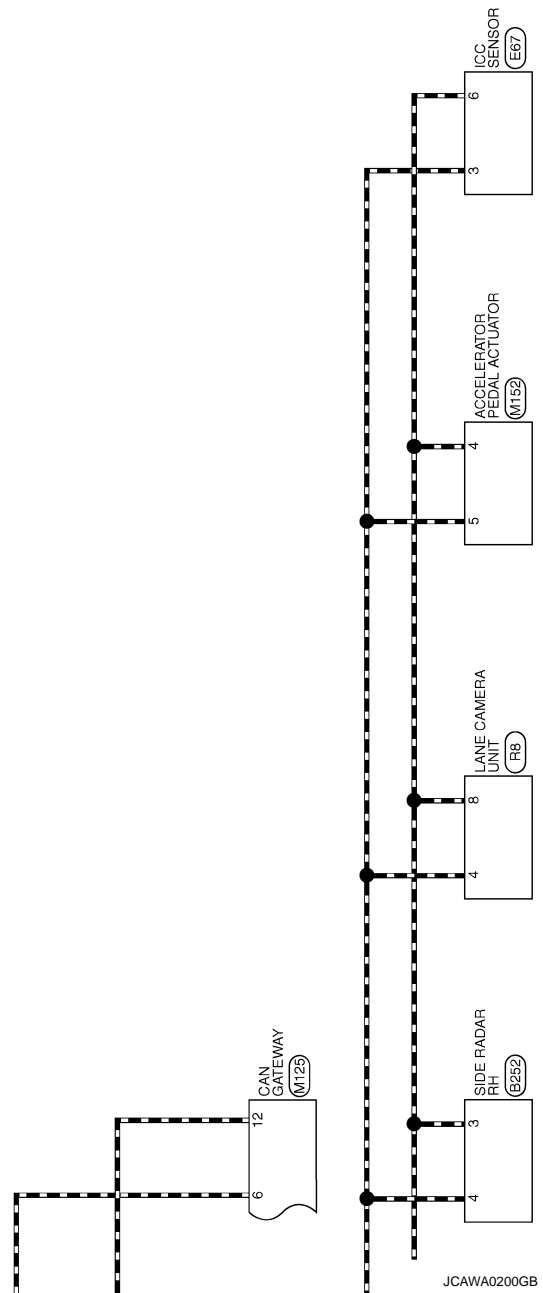 ICC
SENSOR
E67
6
3
ACCELERATOR
PEDAL ACTUATOR
M152
4
5
LANE CAMERA
UNIT
R8
8
4
CAN
GATEWAY
M125
12
6
SIDE RADAR
RH
B252
3
4
JCAWA0200GB